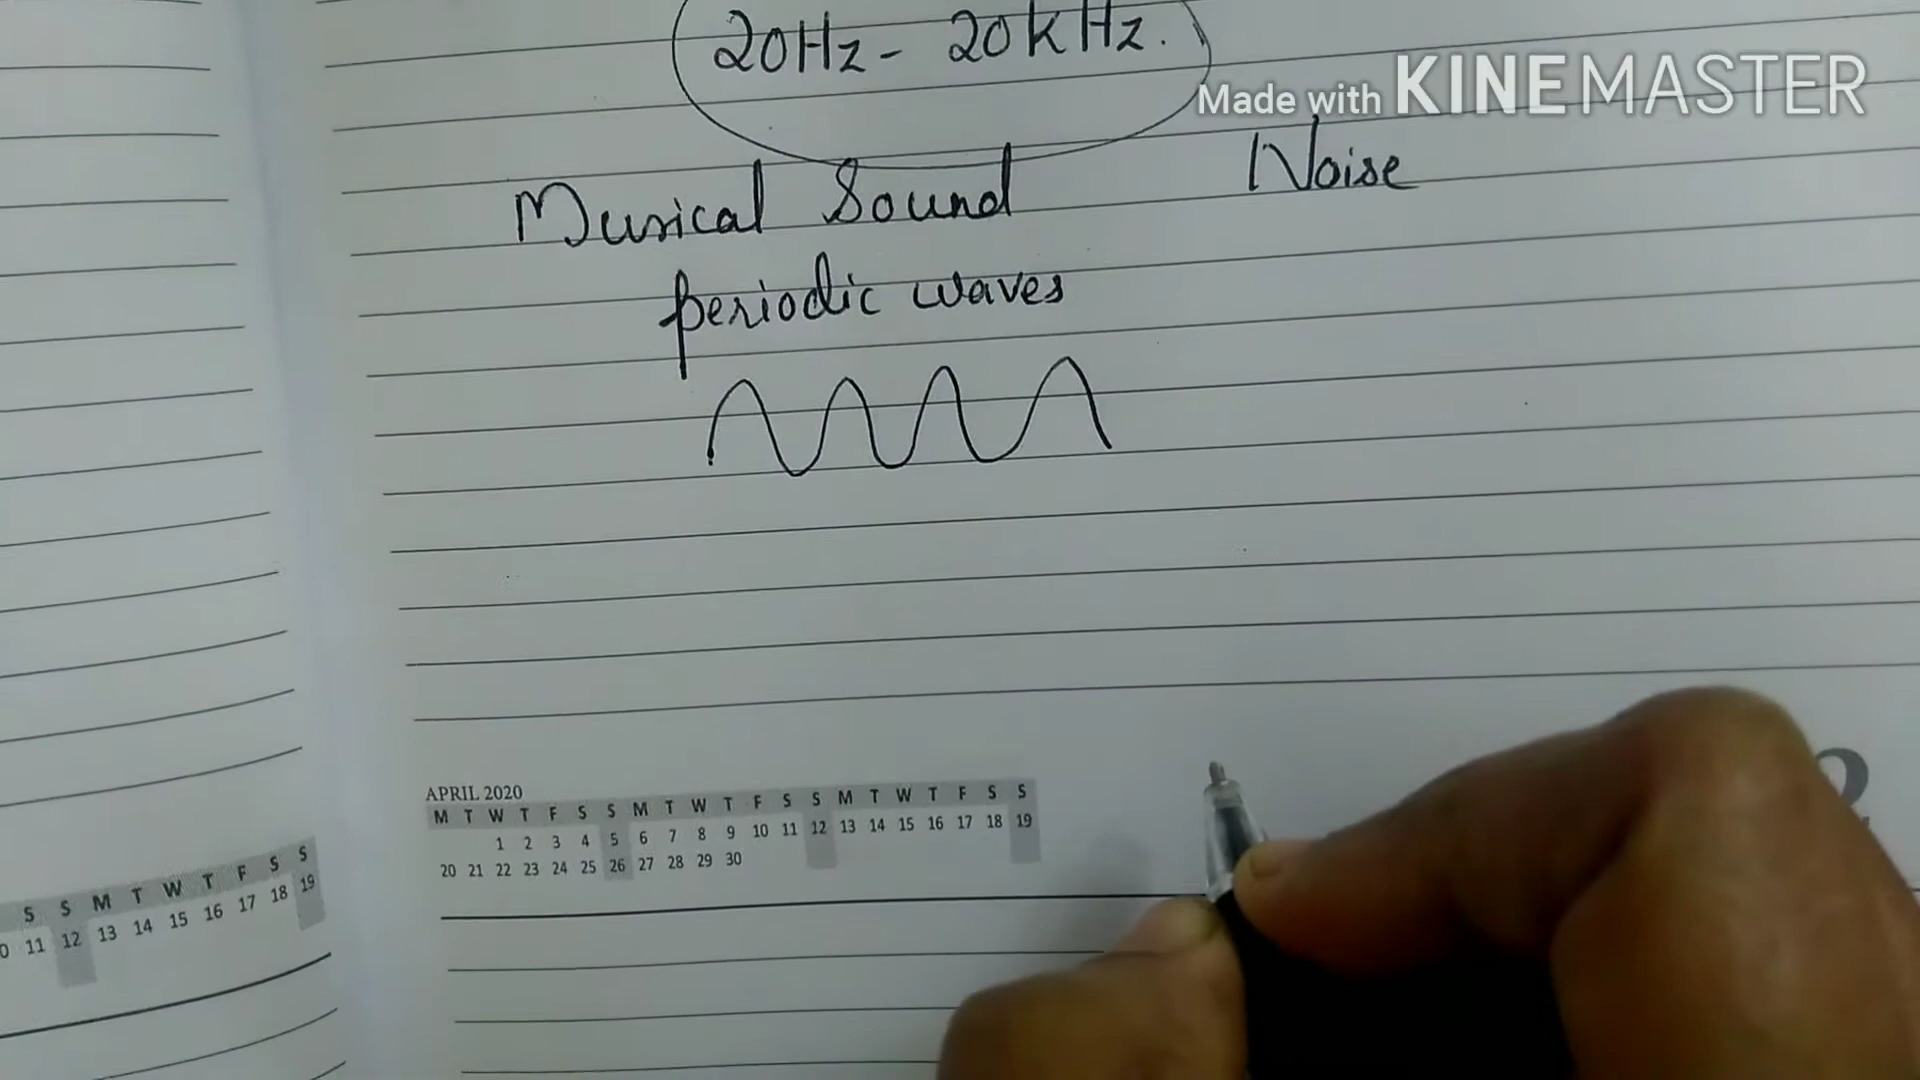 20Hz - 20kHz.
Made with KINEMASTER
Musical Sound
Noise
periodic waves
APRIL 2020
M T W T F S S M T W T F S S M T W T F S S
1 2 3 4 5 6 7 8 9 10 11 12 13 14 15 16 17 18 19
20 21 22 23 24 25 26 27 28 29 30
S S M T W T F S S
11 12 13 14 15 16 17 18 19